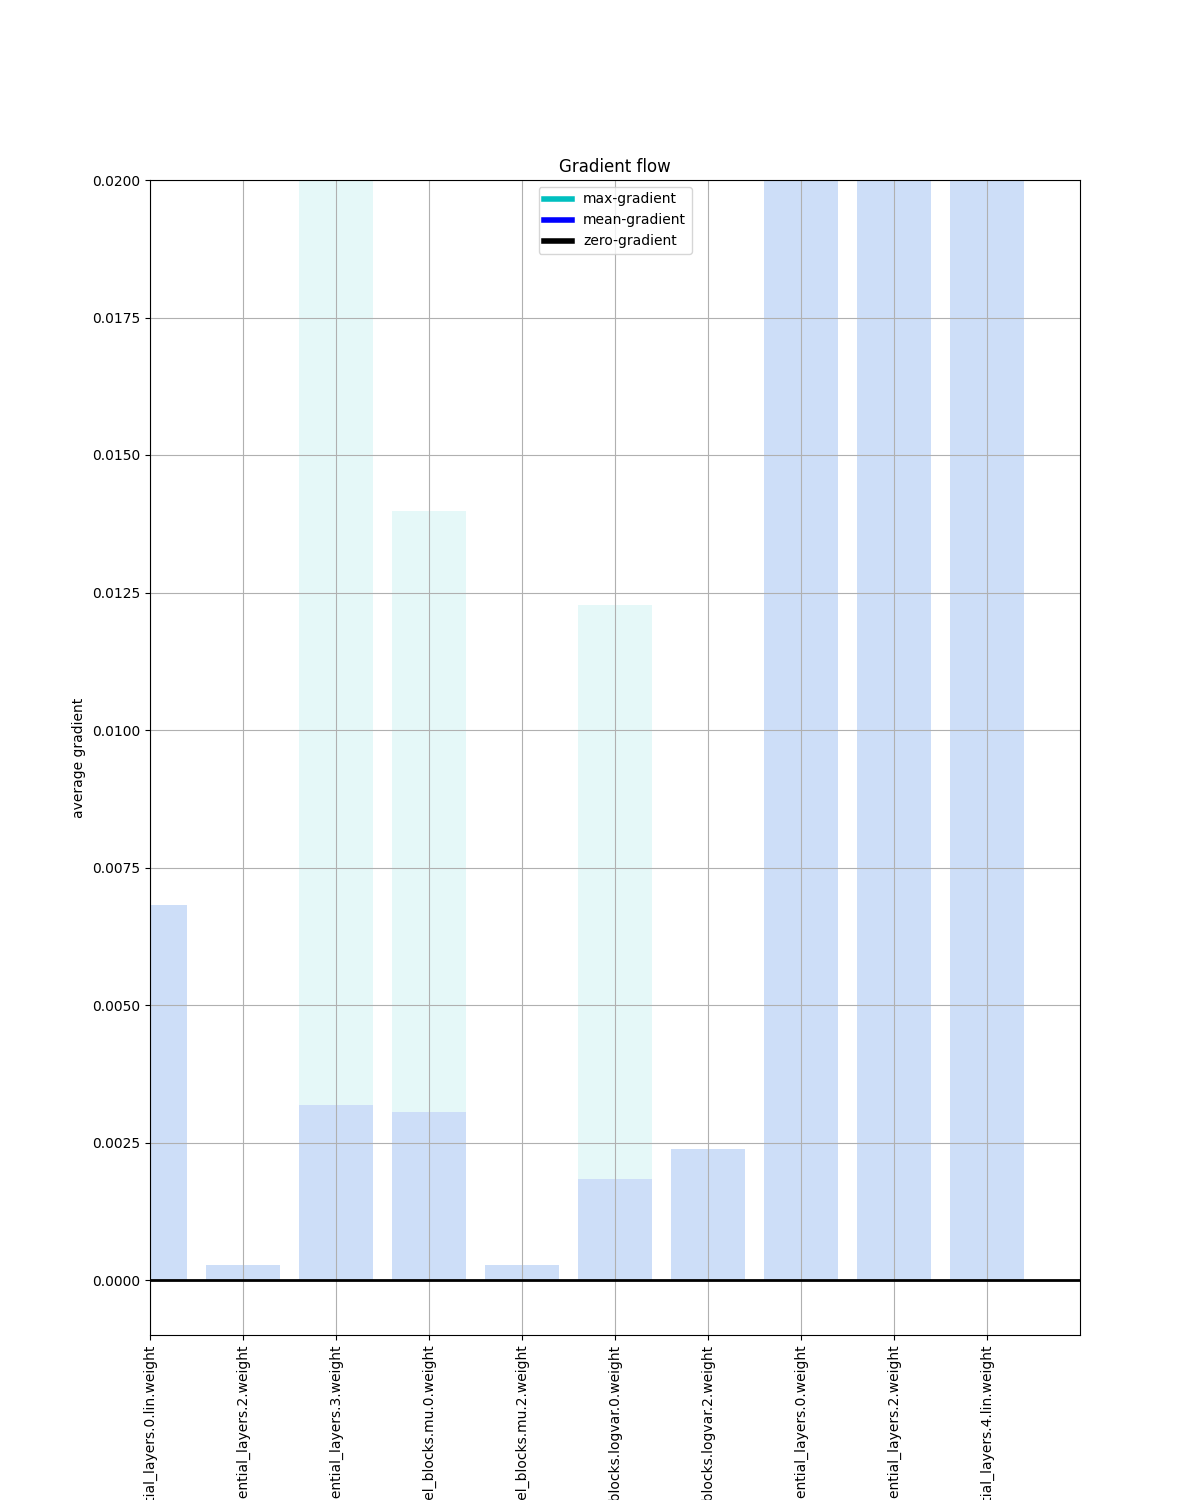 Gradient flow
max-gradient
mean-gradient
zero-gradient
average gradient
0.0200
0.0175
0.0150
0.0125
0.0100
0.0075
0.0050
0.0025
0.0000
tial_layers.0.lin.weight
ential_layers.2.weight
ential_layers.3.weight
el_blocks.mu.0.weight
el_blocks.mu.2.weight
blocks.logvar.0.weight
blocks.logvar.2.weight
ential_layers.0.weight
ential_layers.2.weight
tial_layers.4.lin.weight